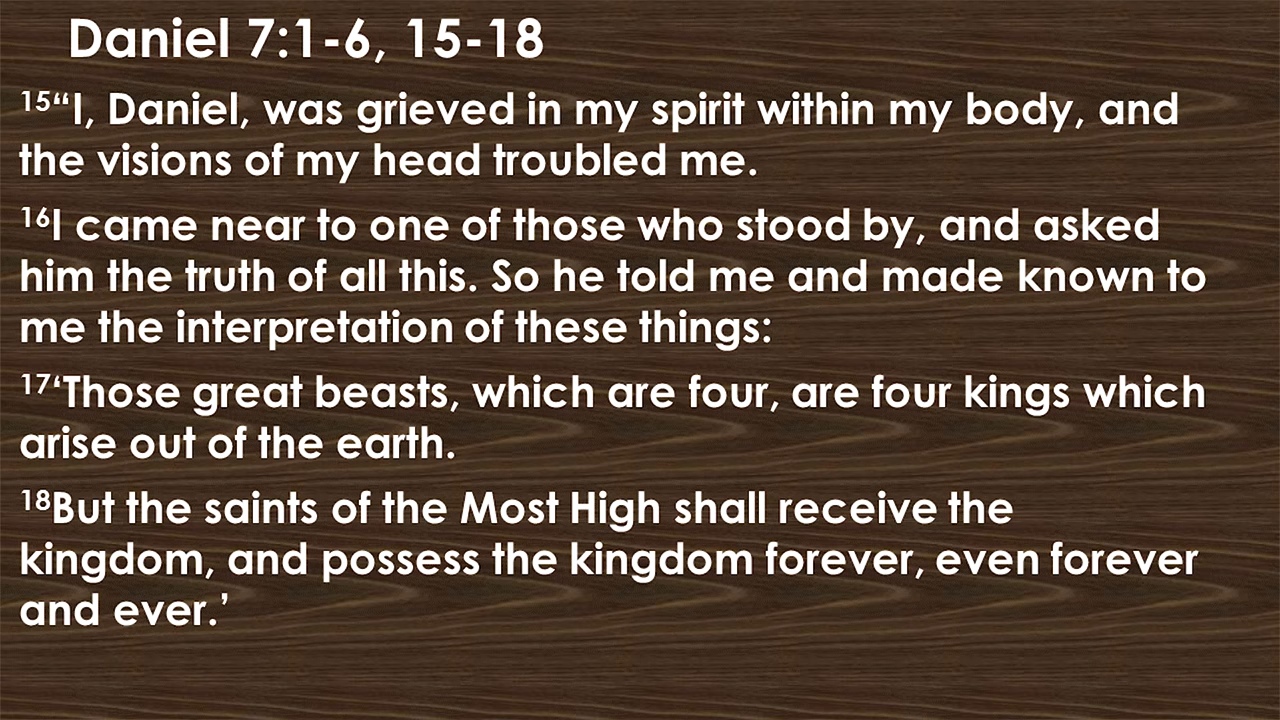 Daniel 7:1-6, 15-18
15“I, Daniel, was grieved in my spirit within my body, and
the visions of my head troubled me.
16I came near to one of those who stood by, and asked
him the truth of all this. So he told me and made known to
me the interpretation of these things:
17‘Those great beasts, which are four, are four kings which
arise out of the earth.
18But the saints of the Most High shall receive the
kingdom, and possess the kingdom forever, even forever
and ever.’